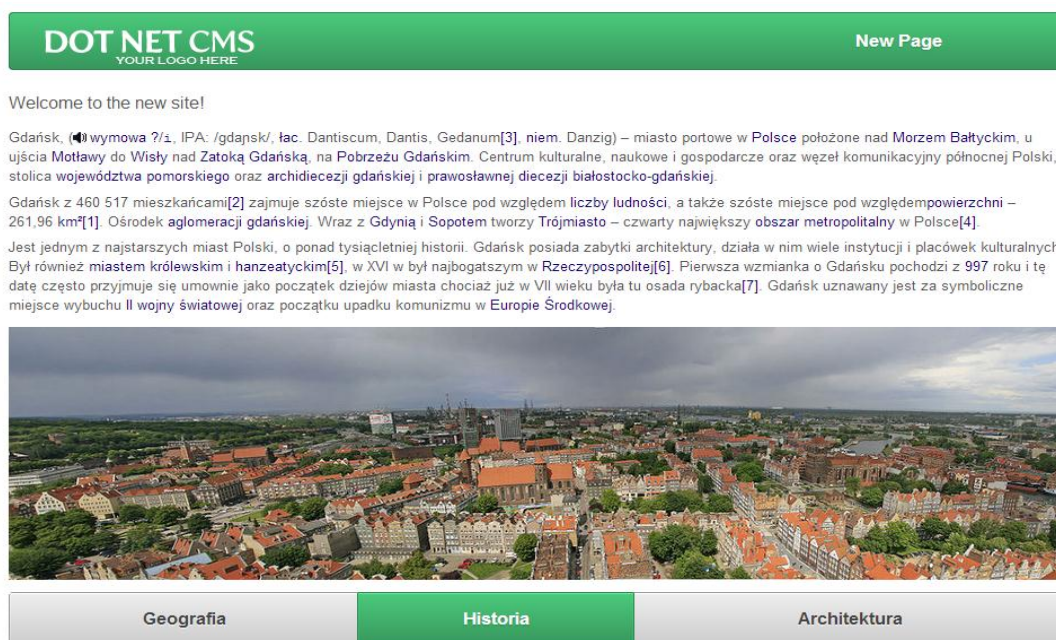 DOT NET CMS
YOUR LOGO HERE
New Page
Welcome to the new site!
Gdańsk, (wymowa ?/i, IPA: /gdaɲsk/, łac. Dantiscum, Dantis, Gedanum[3], niem. Danzig) – miasto portowe w Polsce położone nad Morzem Bałtyckim, u
ujścia Motławy do Wisły nad Zatoką Gdańską, na Pobrzeżu Gdańskim. Centrum kulturalne, naukowe i gospodarcze oraz węzeł komunikacyjny północnej Polski,
stolica województwa pomorskiego oraz archidiecezji gdańskiej i prawosławnej diecezji białostocko-gdańskiej.
Gdańsk z 460 517 mieszkańcami[2] zajmuje szóste miejsce w Polsce pod względem liczby ludności, a także szóste miejsce pod względempowierzchni –
261,96 km²[1]. Ośrodek aglomeracji gdańskiej. Wraz z Gdynią i Sopotem tworzy Trójmiasto – czwarty największy obszar metropolitalny w Polsce[4].
Jest jednym z najstarszych miast Polski, o ponad tysiącletniej historii. Gdańsk posiada zabytki architektury, działa w nim wiele instytucji i placówek kulturalnych
Był również miastem królewskim i hanzeatyckim[5], w XVI w był najbogatszym w Rzeczypospolitej[6]. Pierwsza wzmianka o Gdańsku pochodzi z 997 roku i tę
datę często przyjmuje się umownie jako początek dziejów miasta chociaż już w VII wieku była tu osada rybacka[7]. Gdańsk uznawany jest za symboliczne
miejsce wybuchu II wojny światowej oraz początku upadku komunizmu w Europie Środkowej.
Geografia
Historia
Architektura